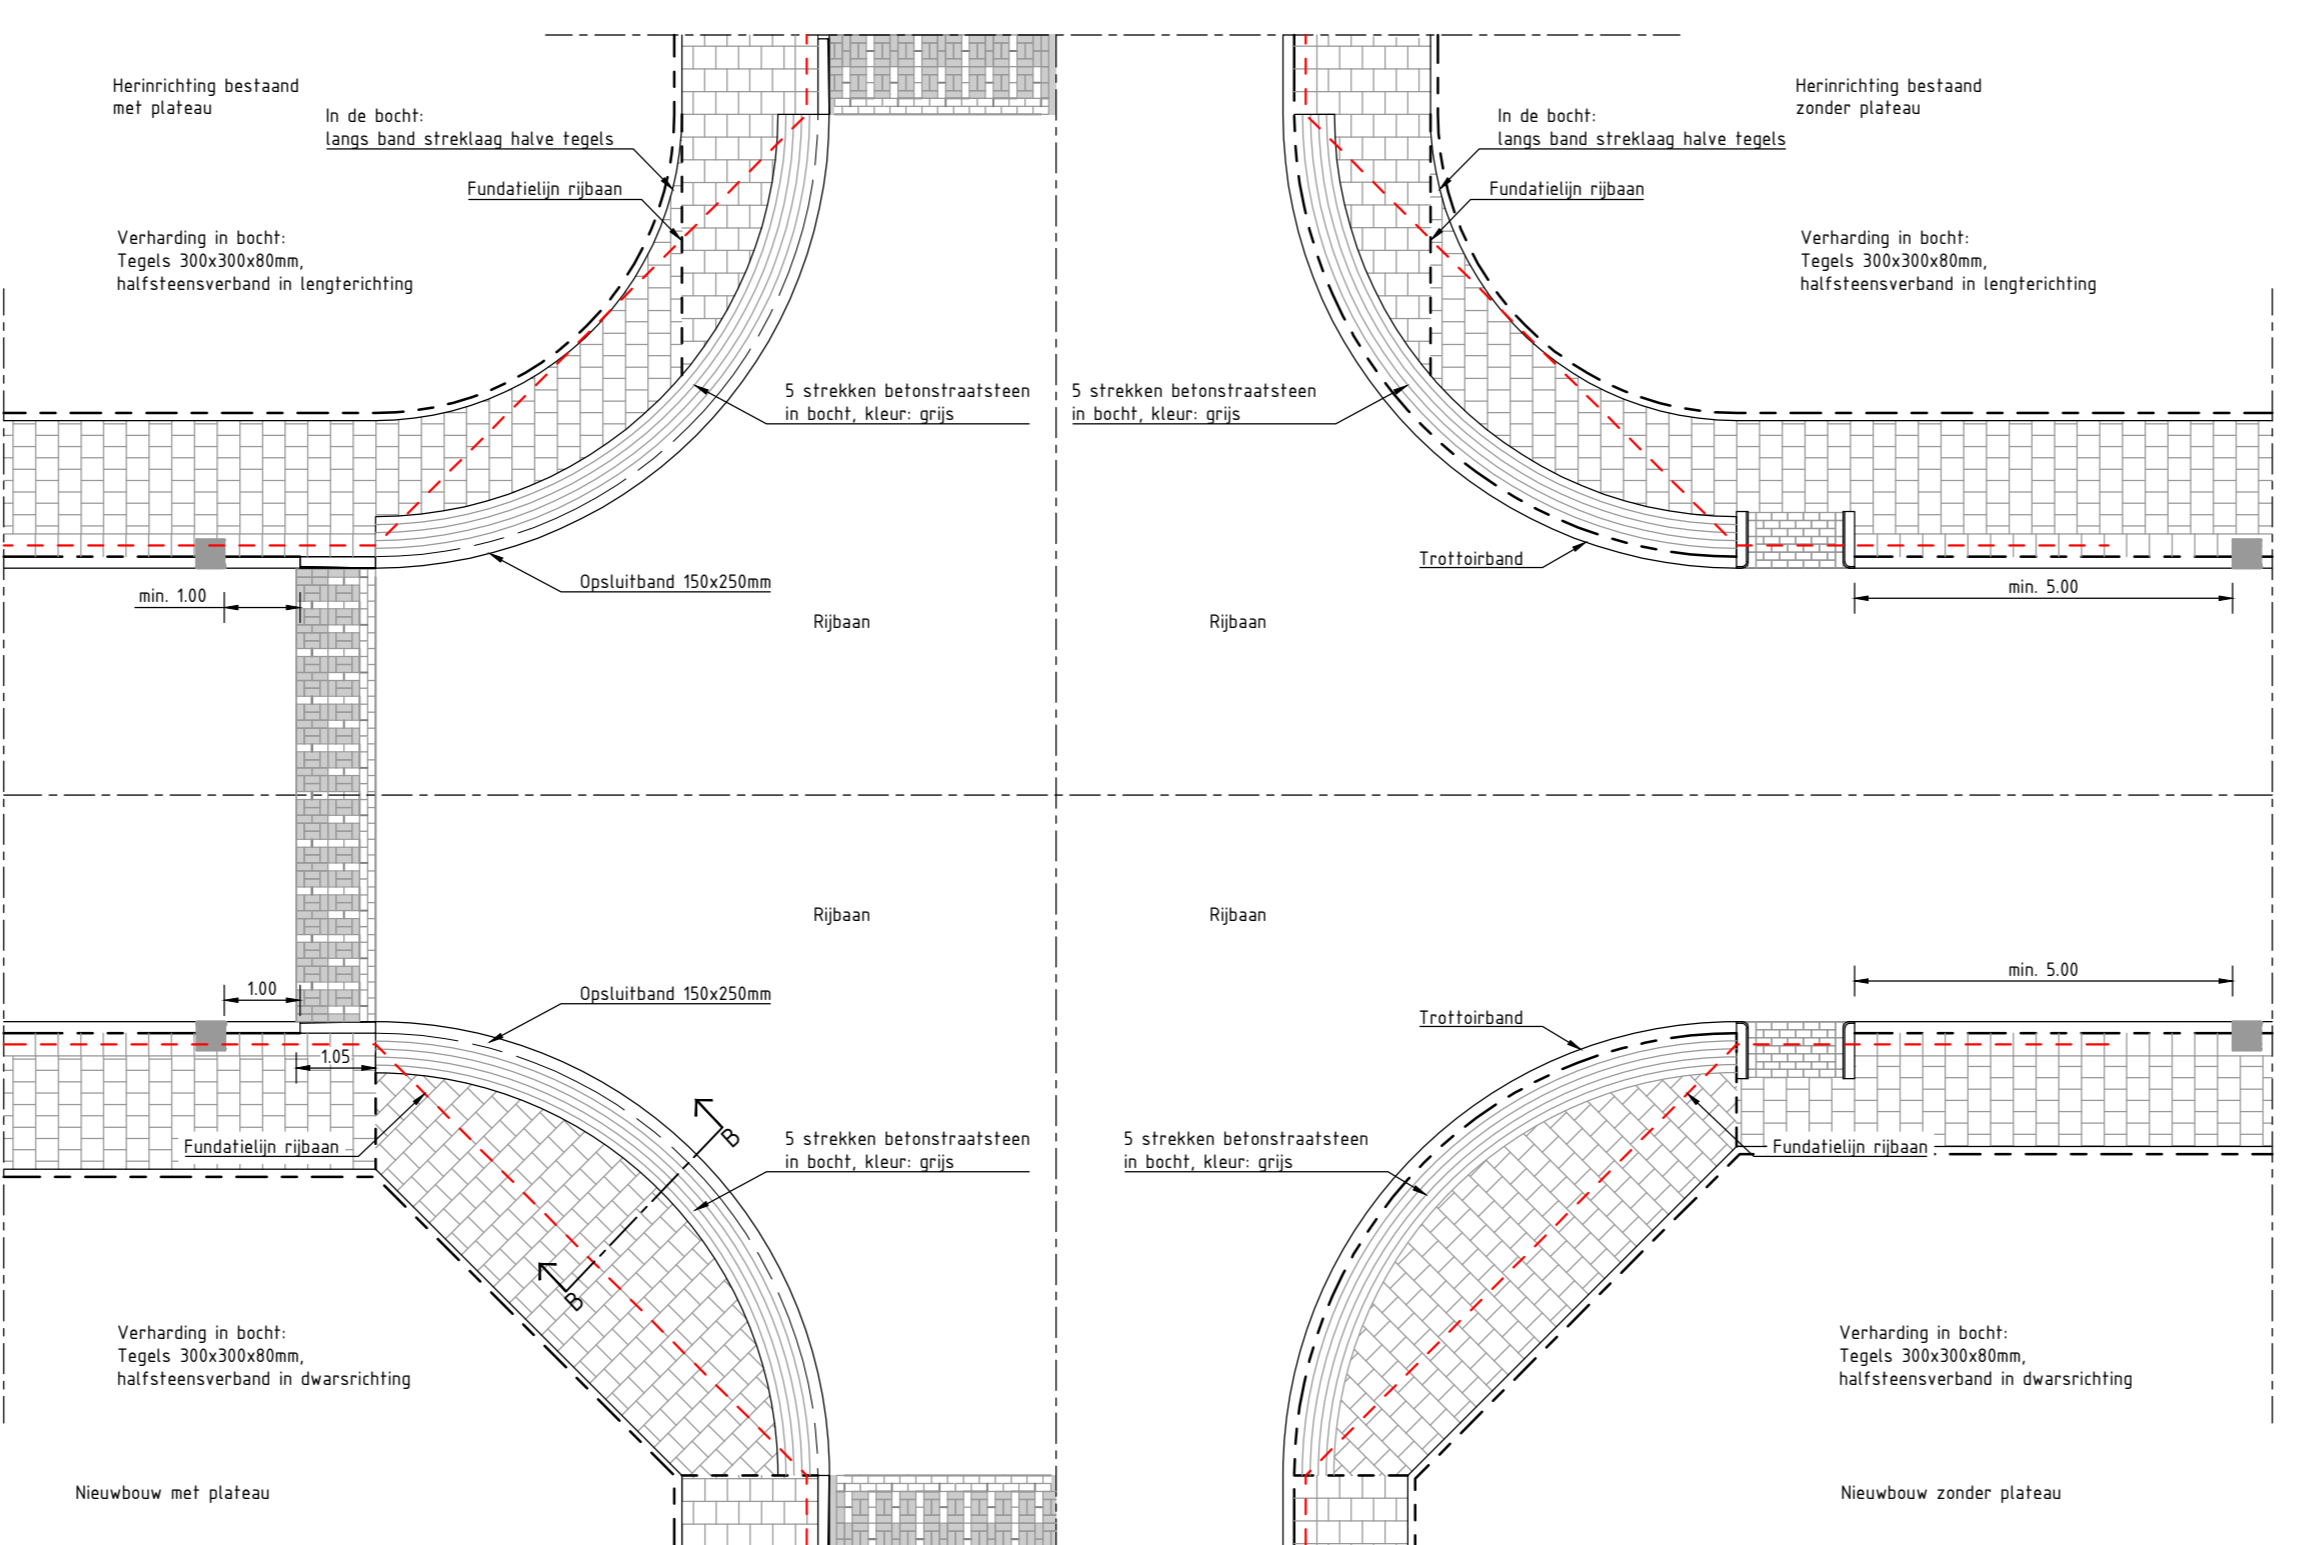 Herinrichting bestaand
met plateau
In de bocht:
langs band streklaag halve tegels
Fundatielijn rijbaan
Verharding in bocht:
Tegels 300x300x80mm,
halfsteensverband in lengterichting
5 strekken betonstraatsteen
in bocht, kleur: grijs
Opsluitband 150x250mm
min. 1.00
Rijbaan
Herinrichting bestaand
zonder plateau
In de bocht:
langs band streklaag halve tegels
Fundatielijn rijbaan
Verharding in bocht:
Tegels 300x300x80mm,
halfsteensverband in lengterichting
5 strekken betonstraatsteen
in bocht, kleur: grijs
Trottoirband
min. 5.00
Rijbaan
Rijbaan
1.00
Opsluitband 150x250mm
1.05
B
5 strekken betonstraatsteen
in bocht, kleur: grijs
Fundatielijn rijbaan
B
Verharding in bocht:
Tegels 300x300x80mm,
halfsteensverband in dwarsrichting
Nieuwbouw met plateau
Rijbaan
min. 5.00
Trottoirband
5 strekken betonstraatsteen
in bocht, kleur: grijs
Fundatielijn rijbaan
Verharding in bocht:
Tegels 300x300x80mm,
halfsteensverband in dwarsrichting
Nieuwbouw zonder plateau